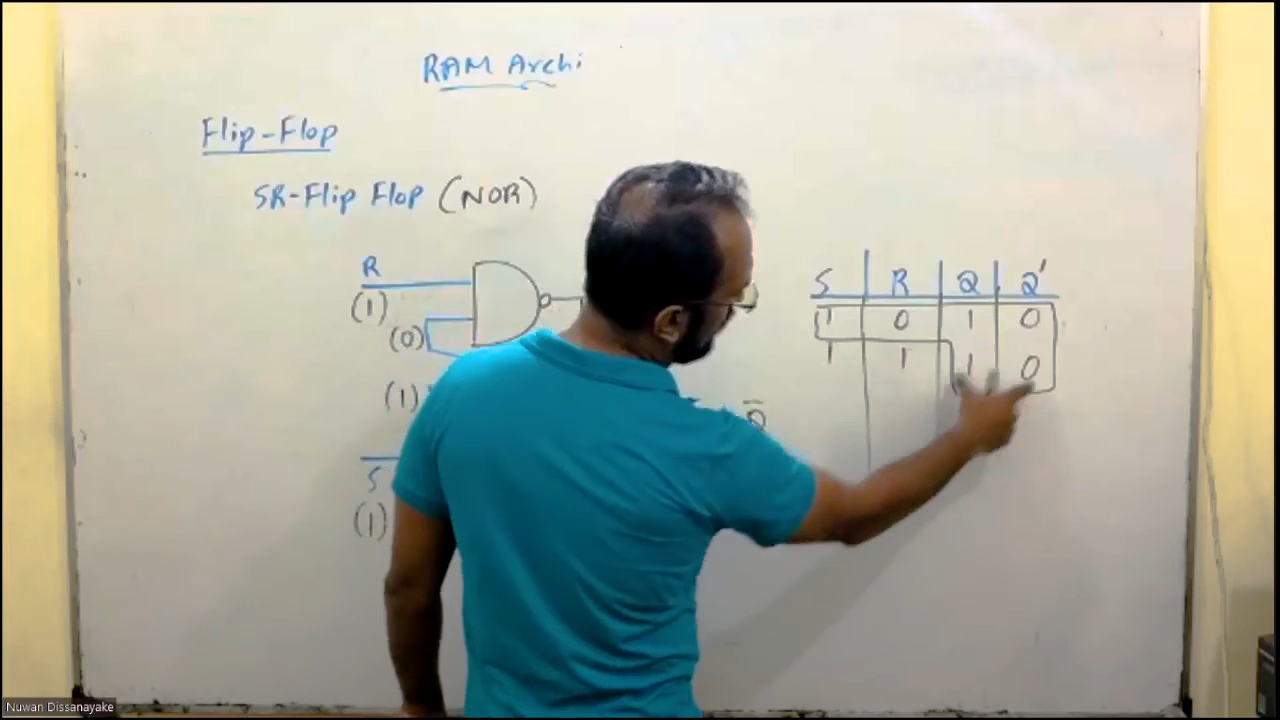 RAM Archi
Flip-Flop
SR-Flip Flop (NOR)
R
(1)
(0)
(1)
S
(1)
Q̅
S R Q Q'
1 0 1 0
1 1 1 0
Nuwan Dissanayake